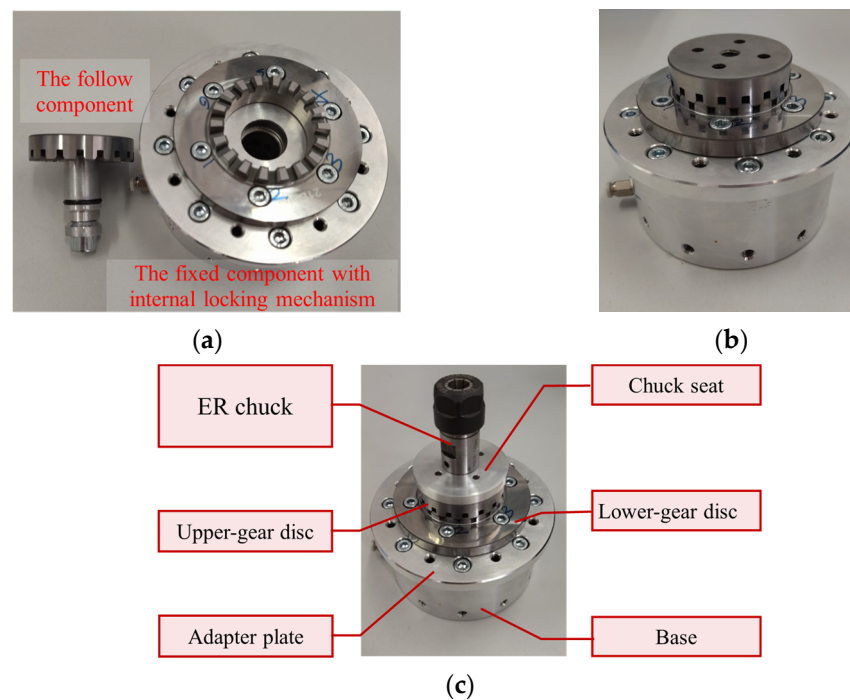 The follow
component
The fixed component with
internal locking mechanism
(a)
(b)
ER chuck
Chuck seat
Upper-gear disc
Lower-gear disc
Adapter plate
Base
(c)